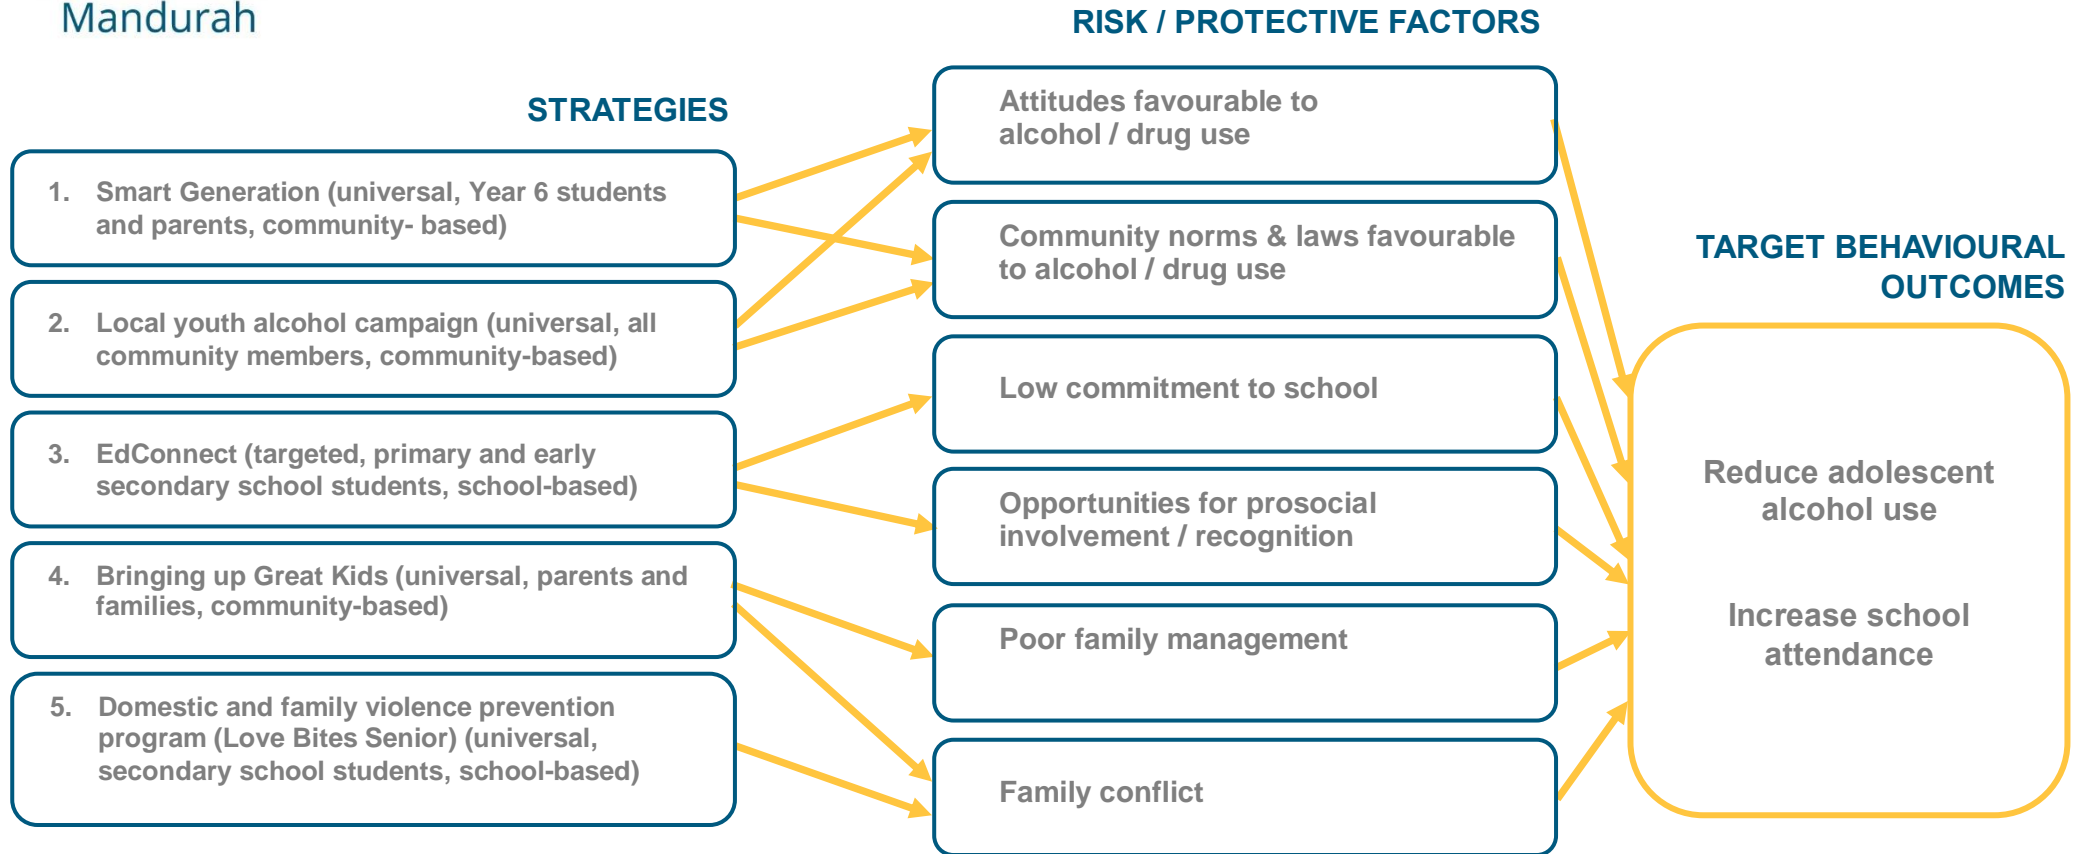 Mandurah
RISK / PROTECTIVE FACTORS
STRATEGIES
1. Smart Generation (universal, Year 6 students
and parents, community- based)
2. Local youth alcohol campaign (universal, all
community members, community-based)
3. EdConnect (targeted, primary and early
secondary school students, school-based)
4. Bringing up Great Kids (universal, parents and
families, community-based)
5. Domestic and family violence prevention
program (Love Bites Senior) (universal,
secondary school students, school-based)
Attitudes favourable to
alcohol / drug use
Community norms & laws favourable
to alcohol / drug use
Low commitment to school
Opportunities for prosocial
involvement / recognition
Poor family management
Family conflict
TARGET BEHAVIOURAL
OUTCOMES
Reduce adolescent
alcohol use
Increase school
attendance